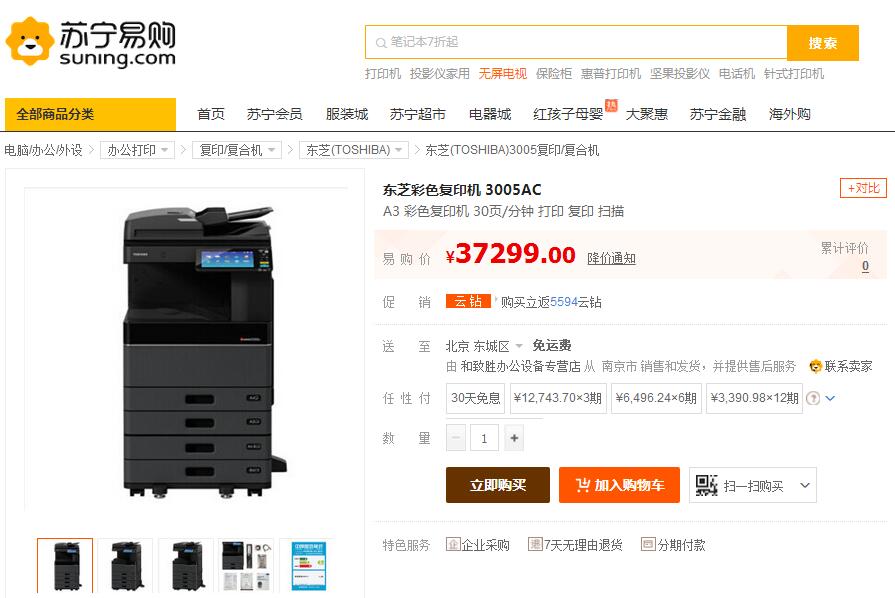 苏宁易购
suning.com
笔记本7折起
搜索
打印机 投影仪家用 无屏电视 保险柜 惠普打印机 坚果投影仪 电话机 针式打印机
全部商品分类 首页 苏宁会员 服装城 苏宁超市 电器城 红孩子母婴 大聚惠 苏宁金融 海外购
电脑/办公/外设 > 办公打印 > 复印/复合机 > 东芝(TOSHIBA) > 东芝(TOSHIBA)3005复印/复合机
东芝彩色复印机 3005AC
+对比
A3 彩色复印机 30页/分钟 打印 复印 扫描
易购价 ¥37299.00 降价通知
累计评价
0
促销 云钻 购买立返5594云钻
送至 北京 东城区 免运费
由 和致胜办公设备专营店 从 南京市 销售和发货，并提供售后服务 联系卖家
任性付 30天免息 ¥12,743.70×3期 ¥6,496.24×6期 ¥3,390.98×12期 ?
数量 − 1 +
立即购买 加入购物车 扫一扫购买
特色服务 企业采购 7天无理由退货 分期付款